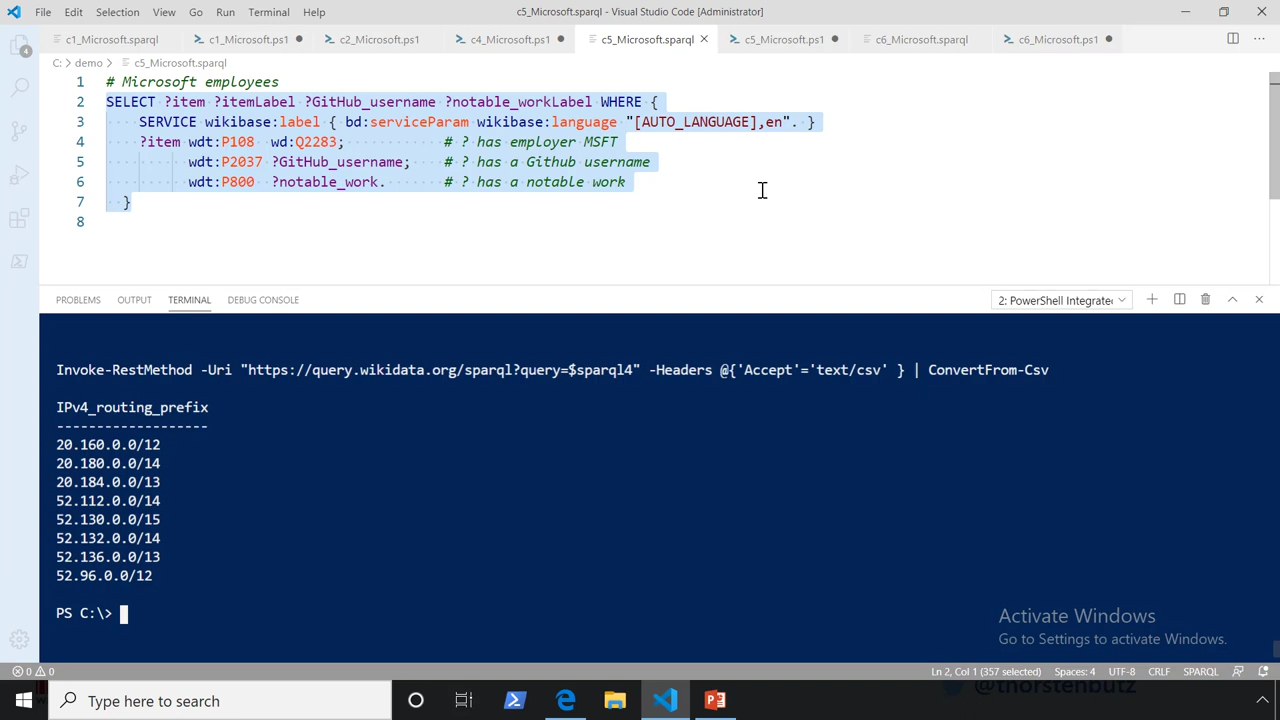 File Edit Selection View Go Run Terminal Help c5_Microsoft.sparql - Visual Studio Code [Administrator]
c1_Microsoft.sparql c1_Microsoft.ps1 c2_Microsoft.ps1 c4_Microsoft.ps1 c5_Microsoft.sparql c5_Microsoft.ps1 c6_Microsoft.sparql c6_Microsoft.ps1
4
C: > demo > c5_Microsoft.sparql
1 # Microsoft employees
2 SELECT ?item ?itemLabel ?GitHub_username ?notable_workLabel WHERE {
3 SERVICE wikibase:label { bd:serviceParam wikibase:language "[AUTO_LANGUAGE],en". }
4 ?item wdt:P108 wd:Q2283; # ? has employer MSFT
5 wdt:P2037 ?GitHub_username; # ? has a Github username
6 wdt:P800 ?notable_work. # ? has a notable work
7 }
8
PROBLEMS OUTPUT TERMINAL DEBUG CONSOLE 2: PowerShell Integrate
Invoke-RestMethod -Uri "https://query.wikidata.org/sparql?query=$sparql4" -Headers @{'Accept'='text/csv' } | ConvertFrom-Csv
IPv4_routing_prefix
-------------------
20.160.0.0/12
20.180.0.0/14
20.184.0.0/13
52.112.0.0/14
52.130.0.0/15
52.132.0.0/14
52.136.0.0/13
52.96.0.0/12
PS C:\>
Activate Windows
Go to Settings to activate Windows.
0 0 Ln 2, Col 1 (357 selected) Spaces: 4 UTF-8 CRLF SPARQL
@thorstenbutz
Type here to search